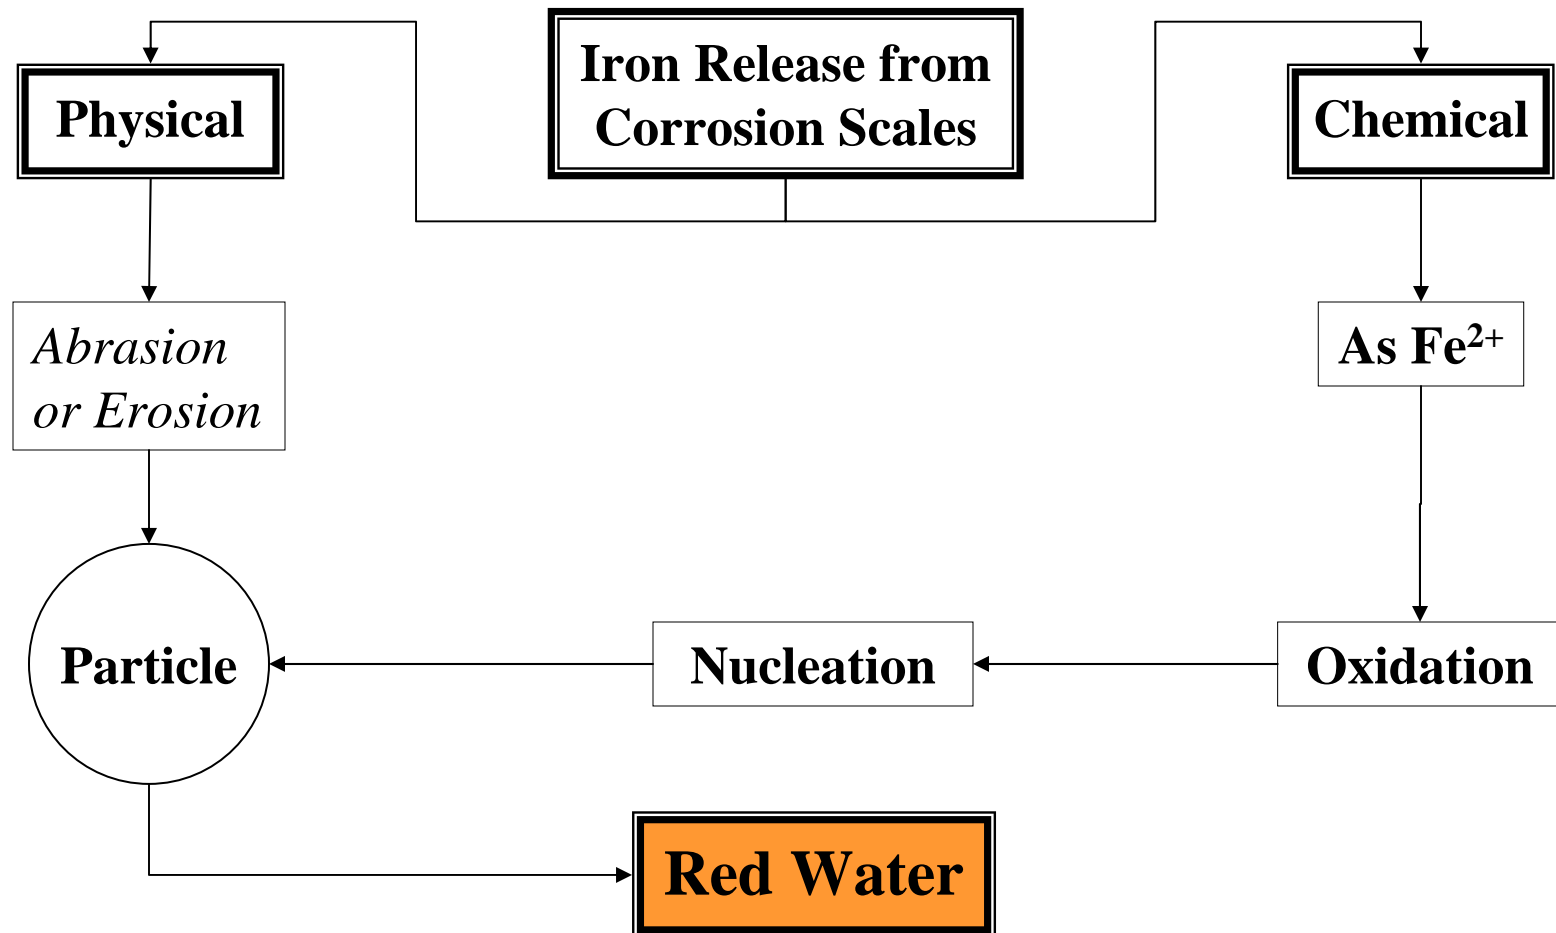 Iron Release from
Corrosion Scales
Physical
Chemical
Abrasion
or Erosion
As Fe²⁺
Particle
Nucleation
Oxidation
Red Water